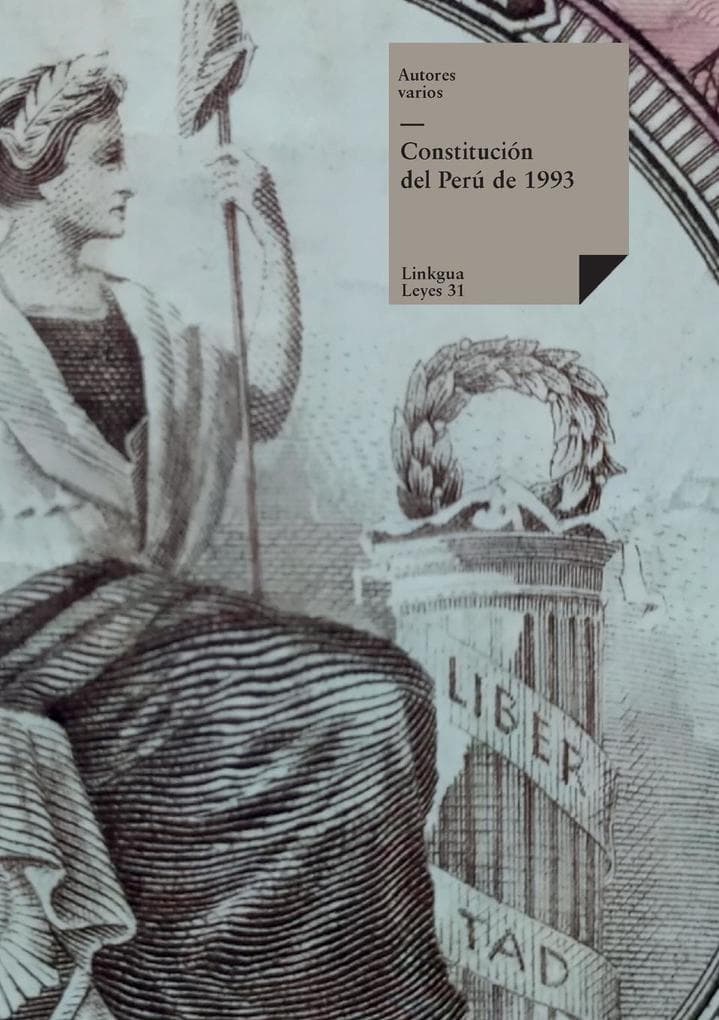 Autores
varios
Constitución
del Perú de 1993
Linkgua
Leyes 31
LIBER
TAD